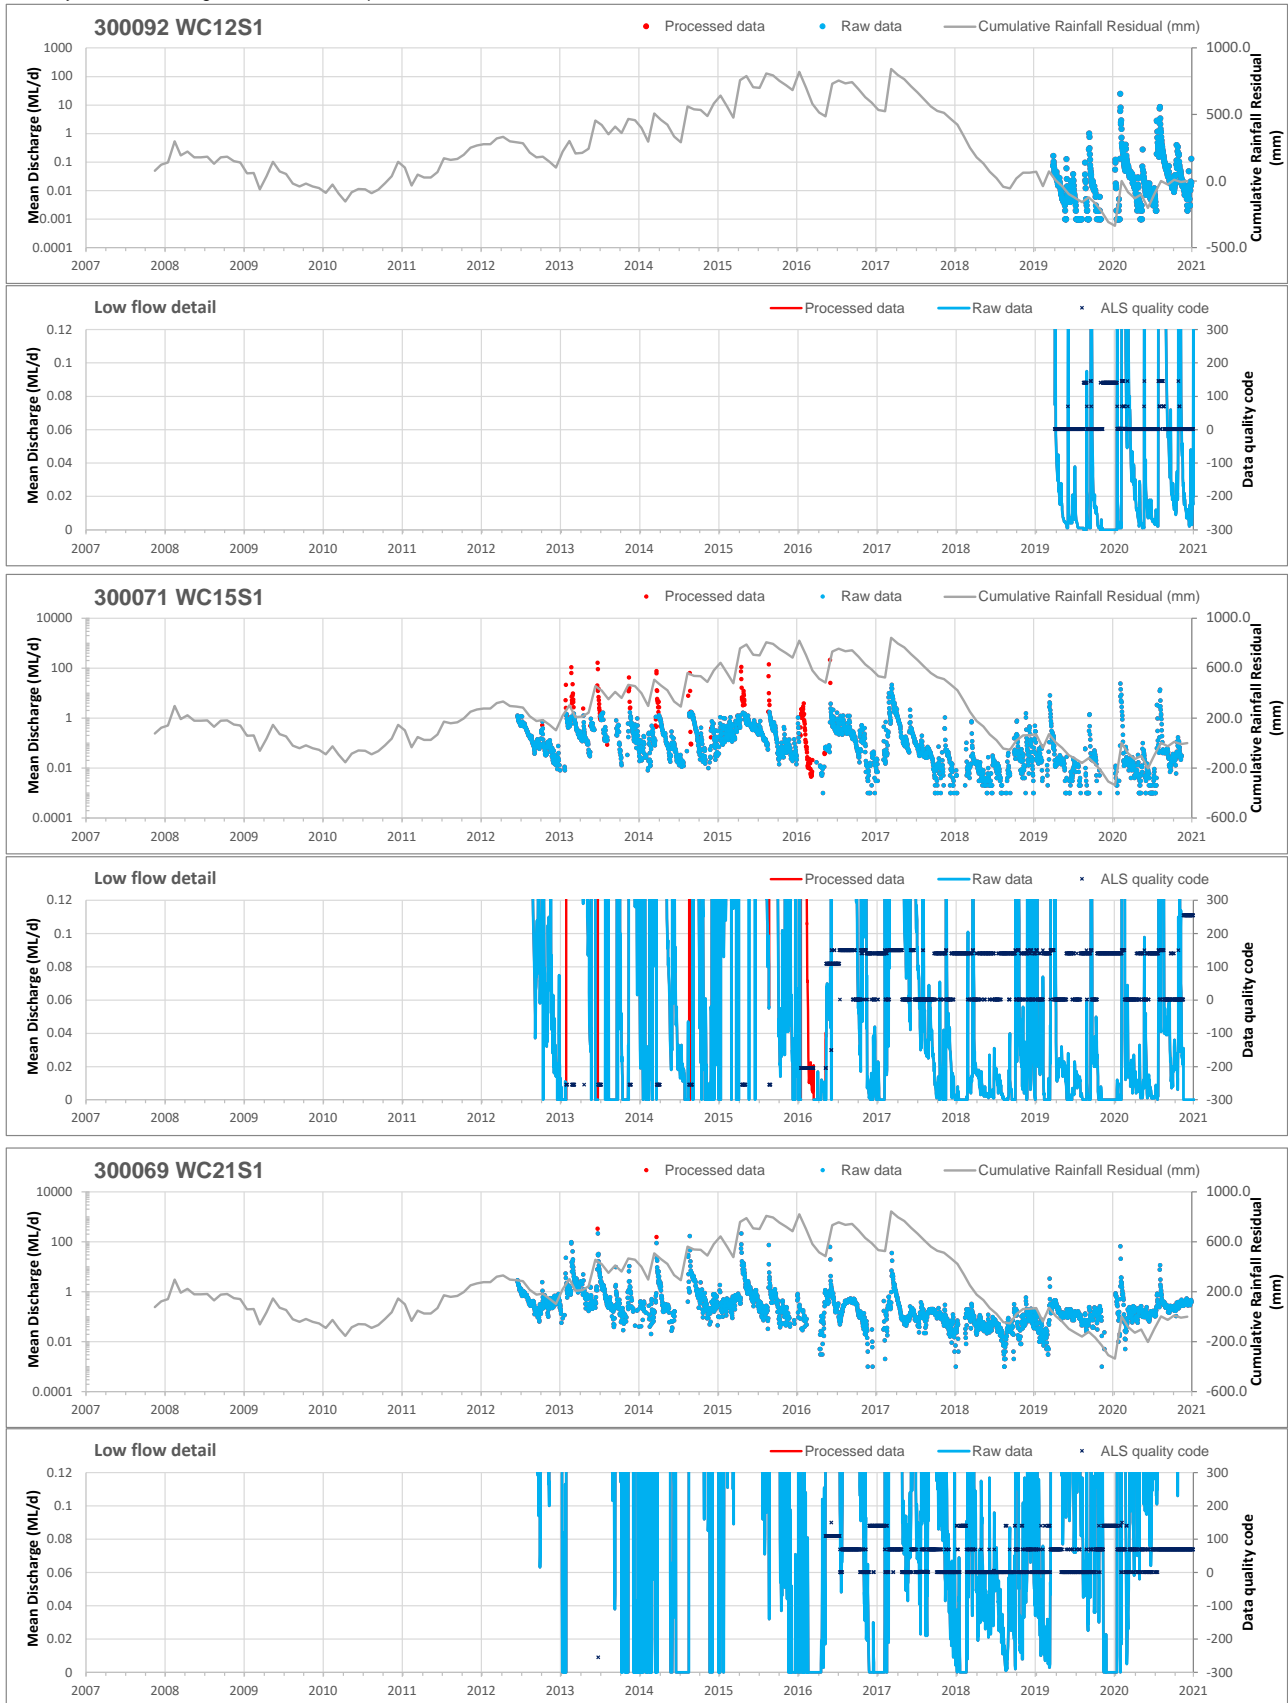 300092 WC12S1
Processed data Raw data Cumulative Rainfall Residual (mm)
Mean Discharge (ML/d)
1000
100
10
1
0.1
0.01
0.001
0.0001
1000.0
500.0
0.0
-500.0
Cumulative Rainfall Residual (mm)
2007 2008 2009 2010 2011 2012 2013 2014 2015 2016 2017 2018 2019 2020 2021
Low flow detail
Processed data Raw data ALS quality code
Mean Discharge (ML/d)
0.12
0.1
0.08
0.06
0.04
0.02
0
300
200
100
0
-100
-200
-300
Data quality code
2007 2008 2009 2010 2011 2012 2013 2014 2015 2016 2017 2018 2019 2020 2021
300071 WC15S1
Processed data Raw data Cumulative Rainfall Residual (mm)
Mean Discharge (ML/d)
10000
100
1
0.01
0.0001
1000.0
600.0
200.0
-200.0
-600.0
Cumulative Rainfall Residual (mm)
2007 2008 2009 2010 2011 2012 2013 2014 2015 2016 2017 2018 2019 2020 2021
Low flow detail
Processed data Raw data ALS quality code
Mean Discharge (ML/d)
0.12
0.1
0.08
0.06
0.04
0.02
0
300
200
100
0
-100
-200
-300
Data quality code
2007 2008 2009 2010 2011 2012 2013 2014 2015 2016 2017 2018 2019 2020 2021
300069 WC21S1
Processed data Raw data Cumulative Rainfall Residual (mm)
Mean Discharge (ML/d)
10000
100
1
0.01
0.0001
1000.0
600.0
200.0
-200.0
-600.0
Cumulative Rainfall Residual (mm)
2007 2008 2009 2010 2011 2012 2013 2014 2015 2016 2017 2018 2019 2020 2021
Low flow detail
Processed data Raw data ALS quality code
Mean Discharge (ML/d)
0.12
0.1
0.08
0.06
0.04
0.02
0
300
200
100
0
-100
-200
-300
Data quality code
2007 2008 2009 2010 2011 2012 2013 2014 2015 2016 2017 2018 2019 2020 2021